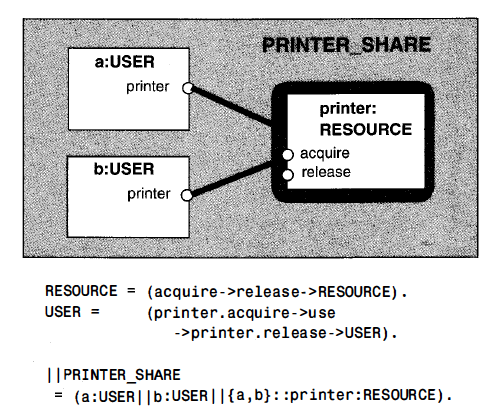 PRINTER_SHARE
a:USER
printer
printer:
RESOURCE
acquire
release
b:USER
printer
RESOURCE = (acquire->release->RESOURCE).
USER = (printer.acquire->use
->printer.release->USER).
||PRINTER_SHARE
= (a:USER||b:USER||{a,b}::printer:RESOURCE).